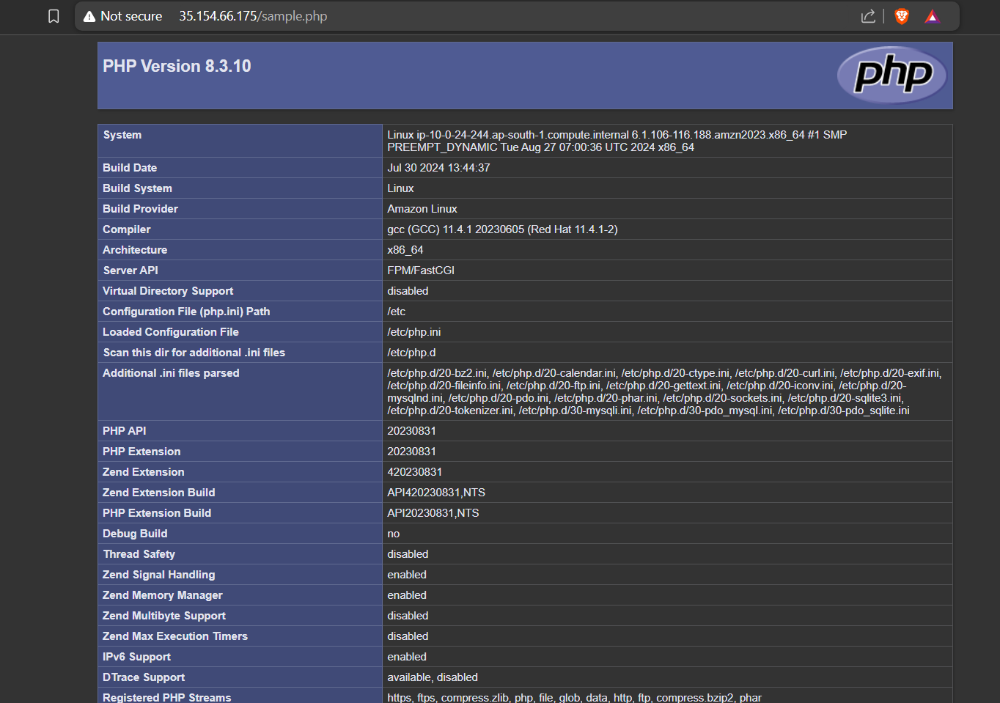 Not secure 35.154.66.175/sample.php
PHP Version 8.3.10
php
System Linux ip-10-0-24-244.ap-south-1.compute.internal 6.1.106-116.188.amzn2023.x86_64 #1 SMP
PREEMPT_DYNAMIC Tue Aug 27 07:00:36 UTC 2024 x86_64
Build Date Jul 30 2024 13:44:37
Build System Linux
Build Provider Amazon Linux
Compiler gcc (GCC) 11.4.1 20230605 (Red Hat 11.4.1-2)
Architecture x86_64
Server API FPM/FastCGI
Virtual Directory Support disabled
Configuration File (php.ini) Path /etc
Loaded Configuration File /etc/php.ini
Scan this dir for additional .ini files /etc/php.d
Additional .ini files parsed /etc/php.d/20-bz2.ini, /etc/php.d/20-calendar.ini, /etc/php.d/20-ctype.ini, /etc/php.d/20-curl.ini, /etc/php.d/20-exif.ini,
/etc/php.d/20-fileinfo.ini, /etc/php.d/20-ftp.ini, /etc/php.d/20-gettext.ini, /etc/php.d/20-iconv.ini, /etc/php.d/20-
mysqlnd.ini, /etc/php.d/20-pdo.ini, /etc/php.d/20-phar.ini, /etc/php.d/20-sockets.ini, /etc/php.d/20-sqlite3.ini,
/etc/php.d/20-tokenizer.ini, /etc/php.d/30-mysqli.ini, /etc/php.d/30-pdo_mysql.ini, /etc/php.d/30-pdo_sqlite.ini
PHP API 20230831
PHP Extension 20230831
Zend Extension 420230831
Zend Extension Build API420230831,NTS
PHP Extension Build API20230831,NTS
Debug Build no
Thread Safety disabled
Zend Signal Handling enabled
Zend Memory Manager enabled
Zend Multibyte Support disabled
Zend Max Execution Timers disabled
IPv6 Support enabled
DTrace Support available, disabled
Registered PHP Streams https, ftps, compress.zlib, php, file, glob, data, http, ftp, compress.bzip2, phar